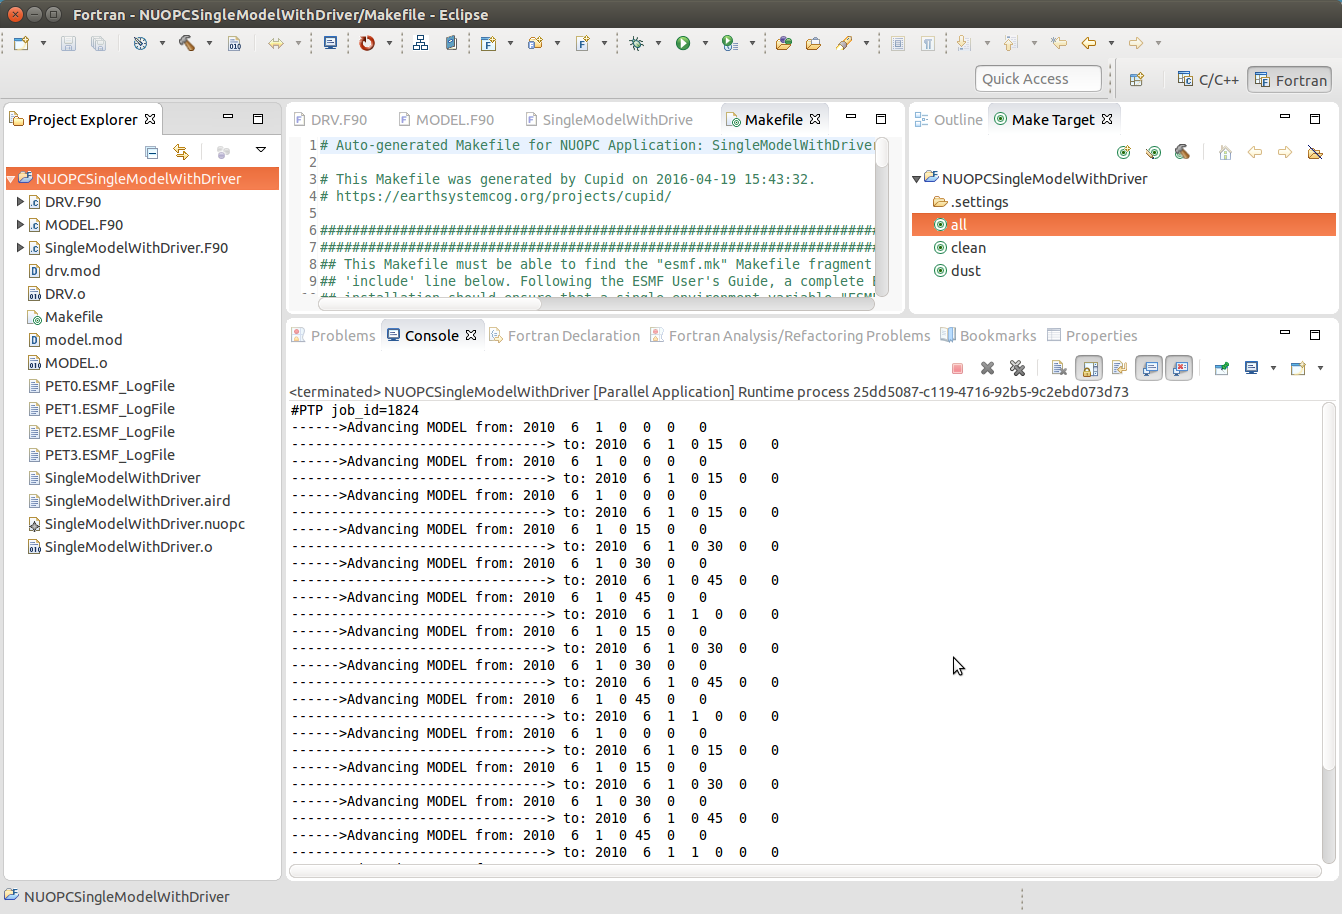 Fortran - NUOPCSingleModelWithDriver/Makefile - Eclipse
Quick Access
C/C++
Fortran
Project Explorer
NUOPCSingleModelWithDriver
DRV.F90
MODEL.F90
SingleModelWithDriver.F90
drv.mod
DRV.o
Makefile
model.mod
MODEL.o
PET0.ESMF_LogFile
PET1.ESMF_LogFile
PET2.ESMF_LogFile
PET3.ESMF_LogFile
SingleModelWithDriver
SingleModelWithDriver.aird
SingleModelWithDriver.nuopc
SingleModelWithDriver.o
DRV.F90 MODEL.F90 SingleModelWithDrive Makefile
1 # Auto-generated Makefile for NUOPC Application: SingleModelWithDriver
2
3 # This Makefile was generated by Cupid on 2016-04-19 15:43:32.
4 # https://earthsystemcog.org/projects/cupid/
5
6 ######################################################################
7 ######################################################################
8 ## This Makefile must be able to find the "esmf.mk" Makefile fragment
9 ## 'include' line below. Following the ESMF User's Guide, a complete E
## installation should ensure that a single environment variable "ESMF
Outline Make Target
NUOPCSingleModelWithDriver
.settings
all
clean
dust
Problems Console Fortran Declaration Fortran Analysis/Refactoring Problems Bookmarks Properties
<terminated> NUOPCSingleModelWithDriver [Parallel Application] Runtime process 25dd5087-c119-4716-92b5-9c2ebd073d73
#PTP job_id=1824
------>Advancing MODEL from: 2010 6 1 0 0 0 0
--------------------------------> to: 2010 6 1 0 15 0 0
------>Advancing MODEL from: 2010 6 1 0 0 0 0
--------------------------------> to: 2010 6 1 0 15 0 0
------>Advancing MODEL from: 2010 6 1 0 0 0 0
--------------------------------> to: 2010 6 1 0 15 0 0
------>Advancing MODEL from: 2010 6 1 0 15 0 0
--------------------------------> to: 2010 6 1 0 30 0 0
------>Advancing MODEL from: 2010 6 1 0 30 0 0
--------------------------------> to: 2010 6 1 0 45 0 0
------>Advancing MODEL from: 2010 6 1 0 45 0 0
--------------------------------> to: 2010 6 1 1 0 0 0
------>Advancing MODEL from: 2010 6 1 0 15 0 0
--------------------------------> to: 2010 6 1 0 30 0 0
------>Advancing MODEL from: 2010 6 1 0 30 0 0
--------------------------------> to: 2010 6 1 0 45 0 0
------>Advancing MODEL from: 2010 6 1 0 45 0 0
--------------------------------> to: 2010 6 1 1 0 0 0
------>Advancing MODEL from: 2010 6 1 0 0 0 0
--------------------------------> to: 2010 6 1 0 15 0 0
------>Advancing MODEL from: 2010 6 1 0 15 0 0
--------------------------------> to: 2010 6 1 0 30 0 0
------>Advancing MODEL from: 2010 6 1 0 30 0 0
--------------------------------> to: 2010 6 1 0 45 0 0
------>Advancing MODEL from: 2010 6 1 0 45 0 0
--------------------------------> to: 2010 6 1 1 0 0 0
NUOPCSingleModelWithDriver